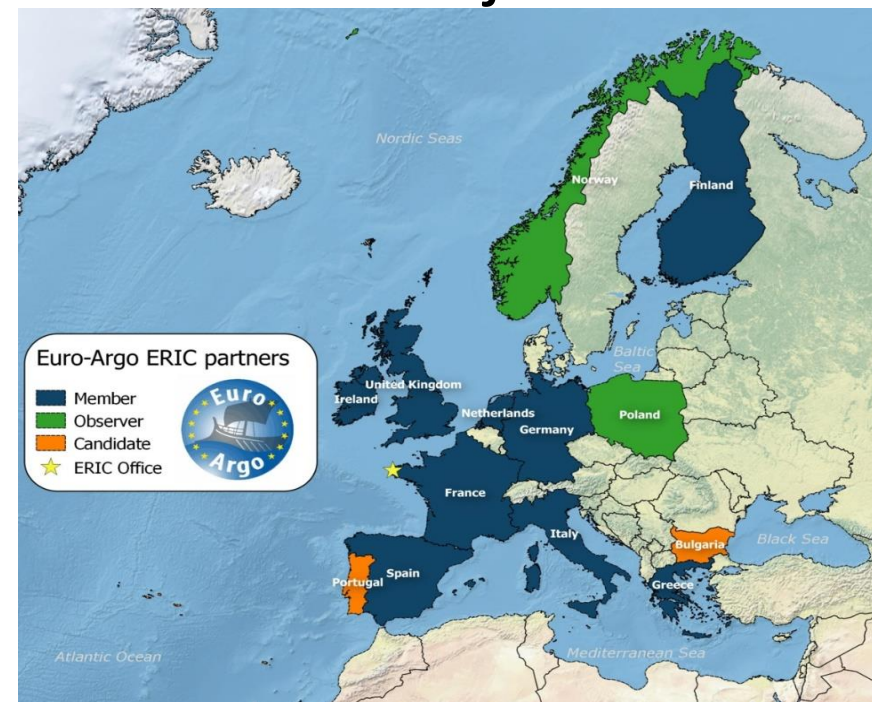 Nordic Seas
Norway
Finland
Baltic
Sea
Euro-Argo ERIC partners
Member
Observer
Candidate
ERIC Office
Euro
Argo
United Kingdom
Ireland
Netherlands
Germany
Poland
France
Italy
Bulgaria
Black Sea
Spain
Portugal
Greece
Atlantic Ocean
Mediterranean Sea